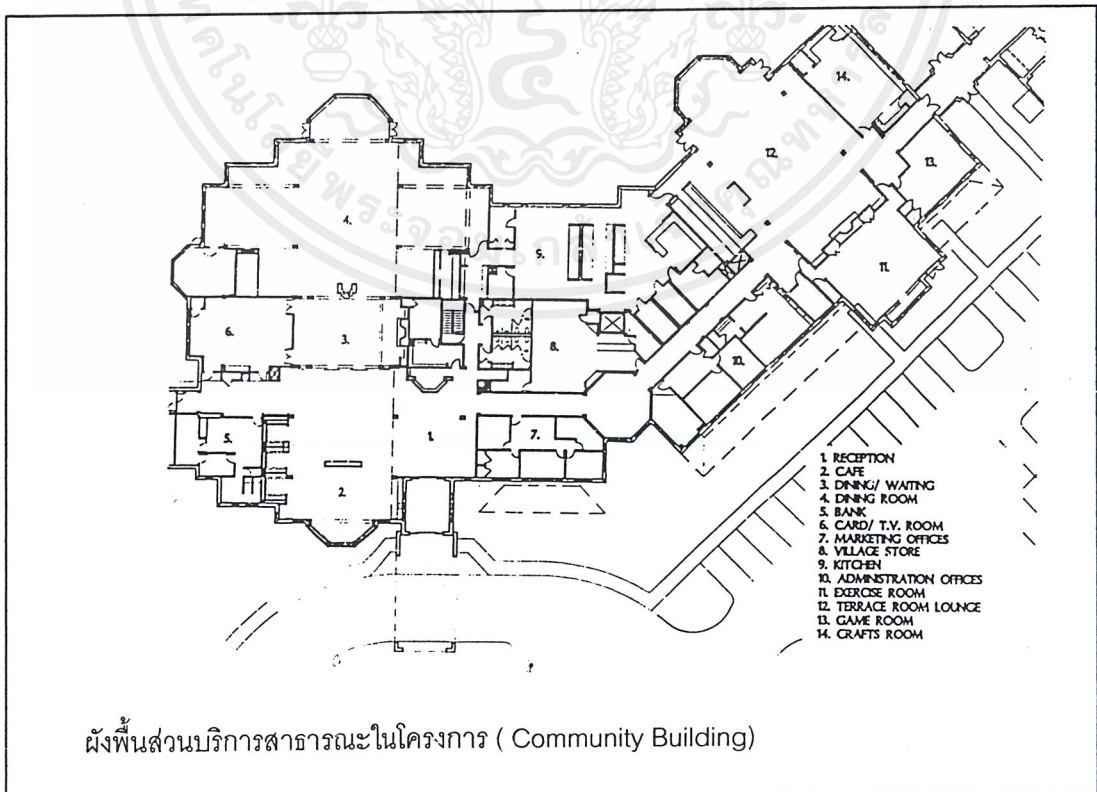 14.
12.
13.
4.
9.
11.
6.
3.
8.
10.
5.
1.
7.
2.
1. RECEPTION
2. CAFE
3. DINING/ WAITING
4. DINING ROOM
5. BANK
6. CARD/ T.V. ROOM
7. MARKETING OFFICES
8. VILLAGE STORE
9. KITCHEN
10. ADMINISTRATION OFFICES
11. EXERCISE ROOM
12. TERRACE ROOM LOUNGE
13. GAME ROOM
14. CRAFTS ROOM
ผังพื้นส่วนบริการสาธารณะในโครงการ ( Community Building)